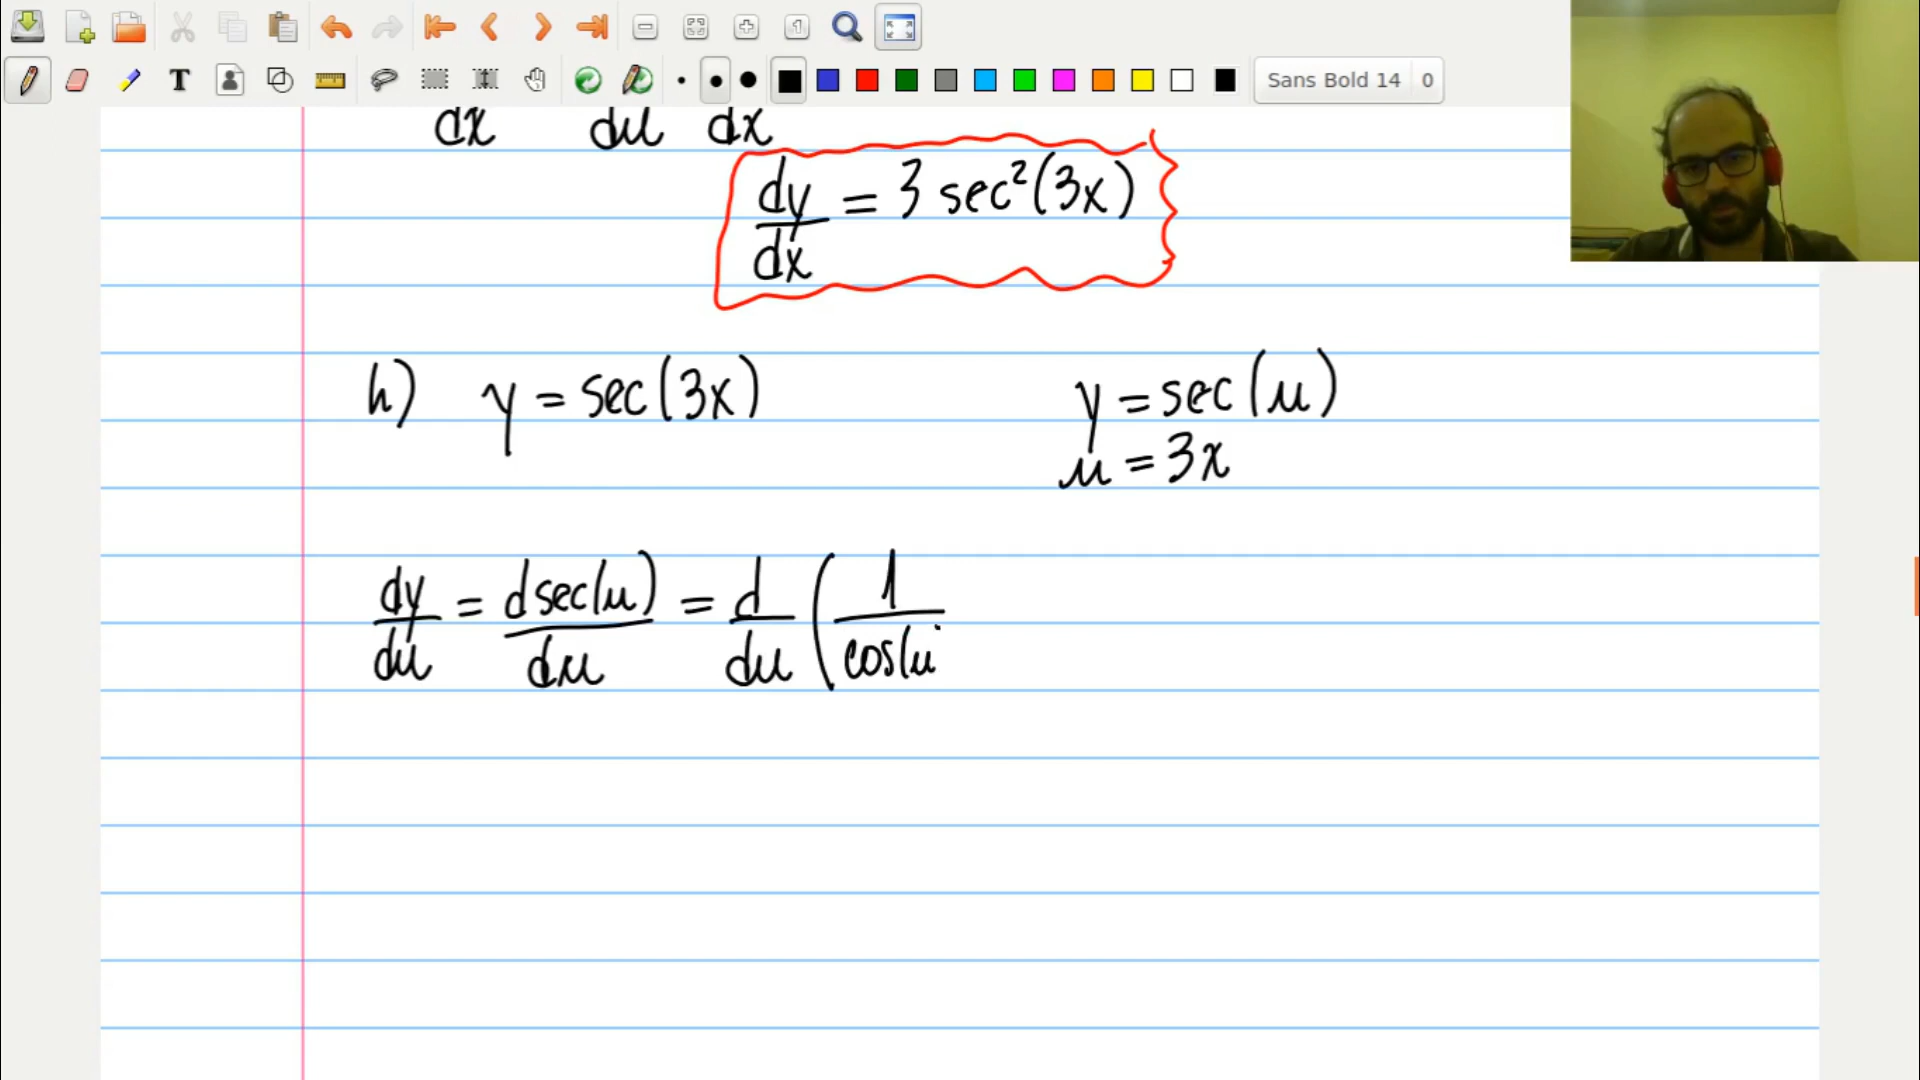 Sans Bold 14 0
dx du dx
dy/dx = 3 sec²(3x)
h) y = sec(3x) y = sec(u)
u = 3x
dy/du = d sec(u)/du = d/du (1/cos(u